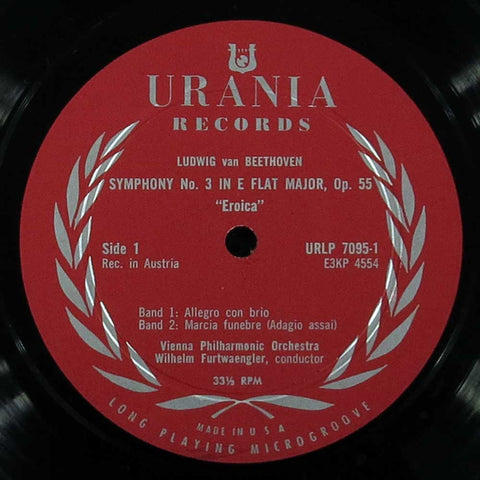 URANIA
RECORDS
LUDWIG van BEETHOVEN
SYMPHONY No. 3 IN E FLAT MAJOR, Op. 55
"Eroica"
Side 1
Rec. in Austria
URLP 7095-1
E3KP 4554
Band 1: Allegro con brio
Band 2: Marcia funebre (Adagio assai)
Vienna Philharmonic Orchestra
Wilhelm Furtwaengler, conductor
33⅓ RPM
MADE IN U S A
LONG PLAYING MICROGROOVE